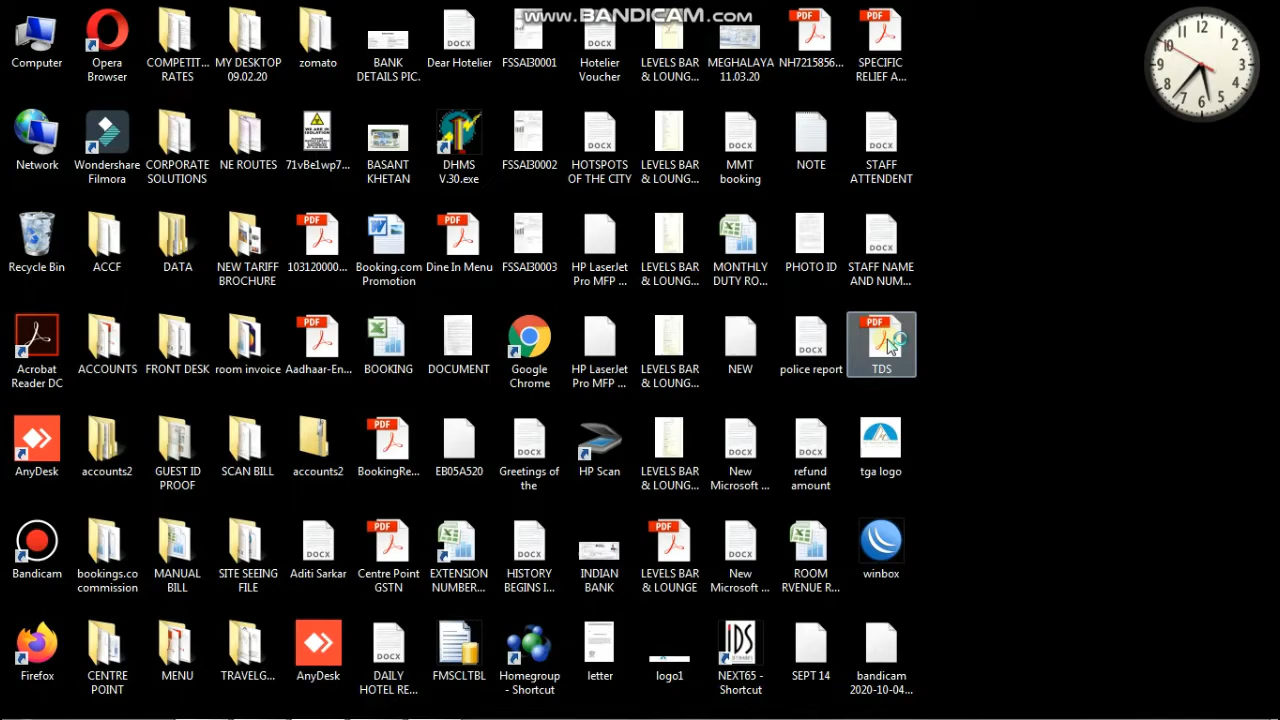 www.BANDICAM.com
Computer
Opera
Browser
COMPETIT...
RATES
MY DESKTOP
09.02.20
zomato
BANK
DETAILS PIC.
Dear Hotelier
FSSAI30001
Hotelier
Voucher
LEVELS BAR
& LOUNG...
MEGHALAYA
11.03.20
NH7215856...
SPECIFIC
RELIEF A...
Network
Wondershare
Filmora
CORPORATE
SOLUTIONS
NE ROUTES
71vBe1wp7...
BASANT
KHETAN
DHMS
V.30.exe
FSSAI30002
HOTSPOTS
OF THE CITY
LEVELS BAR
& LOUNG...
MMT
booking
NOTE
STAFF
ATTENDENT
Recycle Bin
ACCF
DATA
NEW TARIFF
BROCHURE
103120000...
Booking.com
Promotion
Dine In Menu
FSSAI30003
HP LaserJet
Pro MFP ...
LEVELS BAR
& LOUNG...
MONTHLY
DUTY RO...
PHOTO ID
STAFF NAME
AND NUM...
Acrobat
Reader DC
ACCOUNTS
FRONT DESK
room invoice
Aadhaar-En...
BOOKING
DOCUMENT
Google
Chrome
HP LaserJet
Pro MFP ...
LEVELS BAR
& LOUNG...
NEW
police report
TDS
AnyDesk
accounts2
GUEST ID
PROOF
SCAN BILL
accounts2
BookingRe...
EB05A520
Greetings of
the
HP Scan
LEVELS BAR
& LOUNG...
New
Microsoft ...
refund
amount
tga logo
Bandicam
bookings.co
commission
MANUAL
BILL
SITE SEEING
FILE
Aditi Sarkar
Centre Point
GSTN
EXTENSION
NUMBER...
HISTORY
BEGINS I...
INDIAN
BANK
LEVELS BAR
& LOUNGE
New
Microsoft ...
ROOM
RVENUE R...
winbox
Firefox
CENTRE
POINT
MENU
TRAVELG...
AnyDesk
DAILY
HOTEL RE...
FMSCLTBL
Homegroup
- Shortcut
letter
logo1
NEXT65 -
Shortcut
SEPT 14
bandicam
2020-10-04...